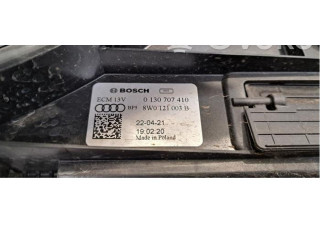 BOSCH
ECM 13V 0 130 707 410
8W0 121 003 B
22-04-21
19.02.20
Made in Poland